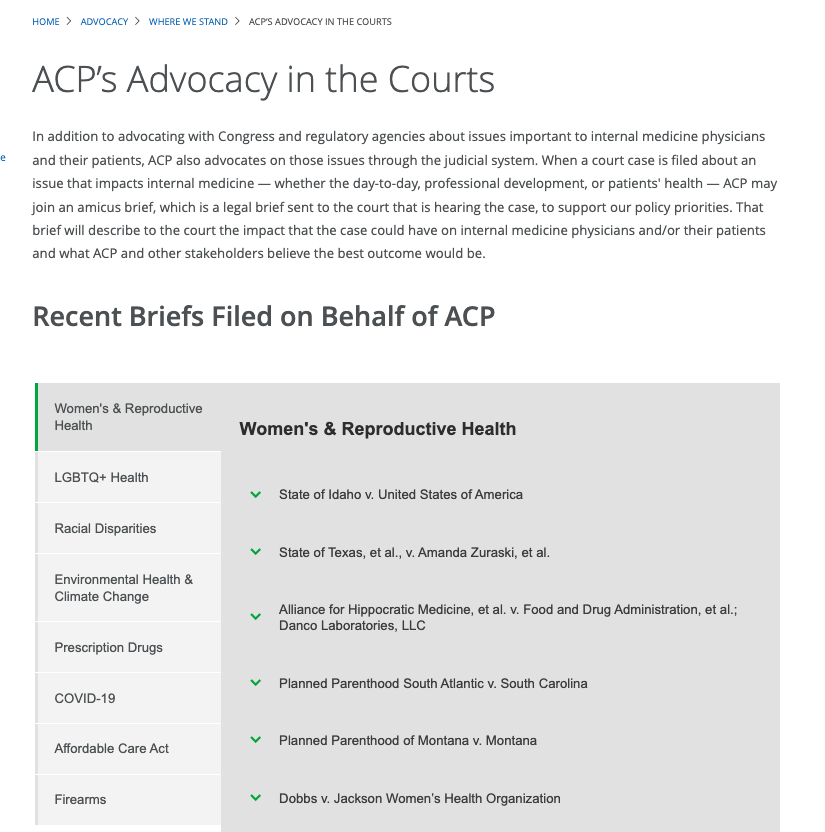 HOME > ADVOCACY > WHERE WE STAND > ACP'S ADVOCACY IN THE COURTS
ACP’s Advocacy in the Courts
In addition to advocating with Congress and regulatory agencies about issues important to internal medicine physicians
and their patients, ACP also advocates on those issues through the judicial system. When a court case is filed about an
e
issue that impacts internal medicine — whether the day-to-day, professional development, or patients' health — ACP may
join an amicus brief, which is a legal brief sent to the court that is hearing the case, to support our policy priorities. That
brief will describe to the court the impact that the case could have on internal medicine physicians and/or their patients
and what ACP and other stakeholders believe the best outcome would be.
Recent Briefs Filed on Behalf of ACP
Women's & Reproductive
Health
LGBTQ+ Health
Racial Disparities
Environmental Health &
Climate Change
Prescription Drugs
COVID-19
Affordable Care Act
Firearms
Women's & Reproductive Health
State of Idaho v. United States of America
State of Texas, et al., v. Amanda Zuraski, et al.
Alliance for Hippocratic Medicine, et al. v. Food and Drug Administration, et al.;
Danco Laboratories, LLC
Planned Parenthood South Atlantic v. South Carolina
Planned Parenthood of Montana v. Montana
Dobbs v. Jackson Women’s Health Organization